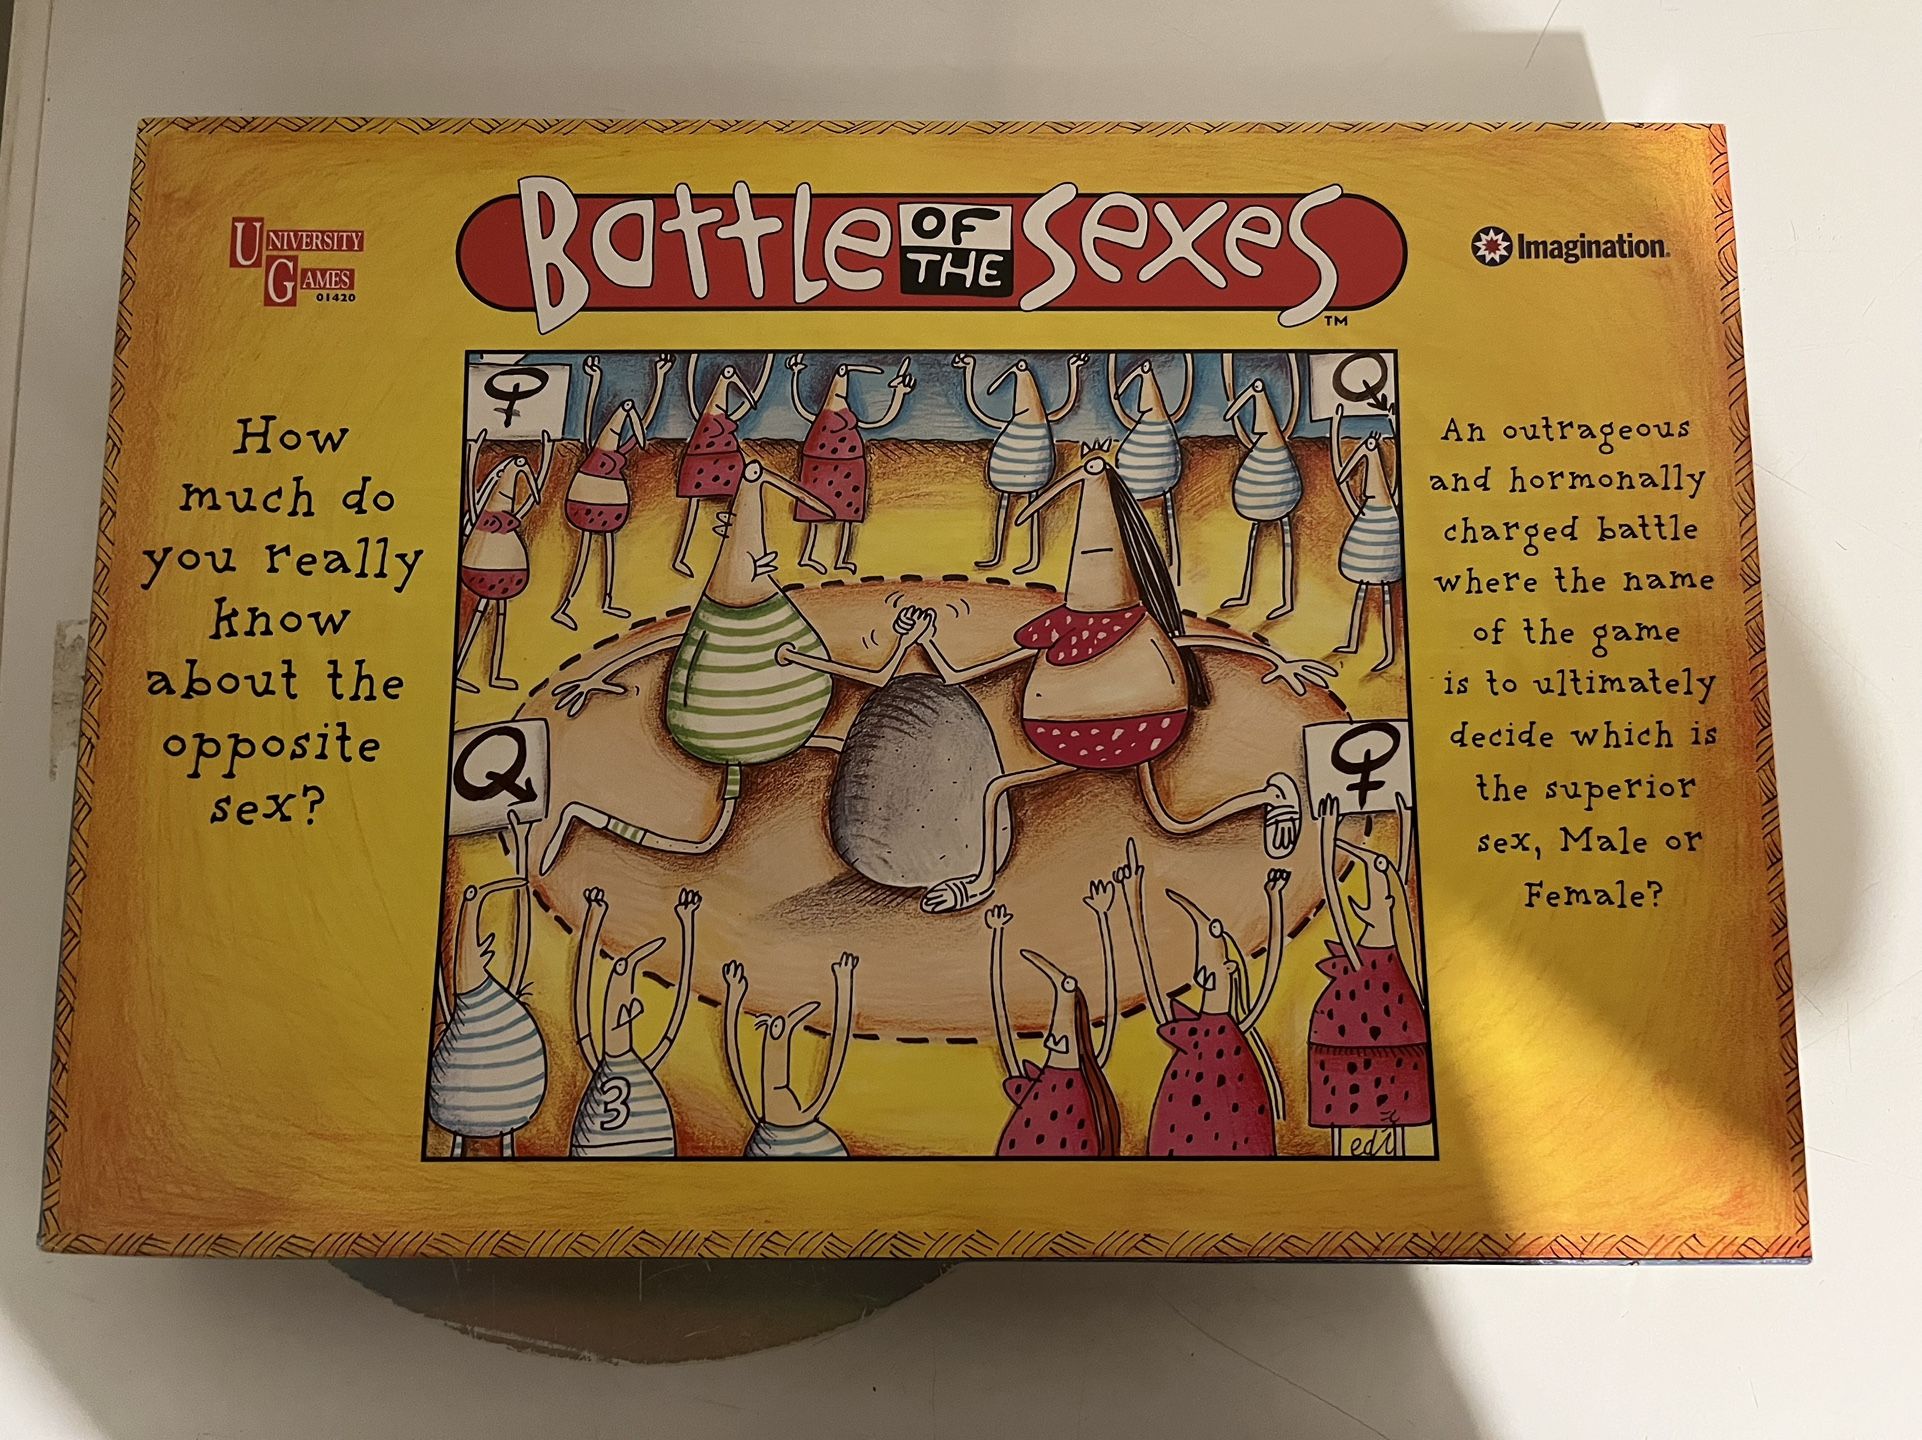 Battle OF THE Sexes
TM
UNIVERSITY
GAMES
01420
Imagination®
How
much do
you really
know
about the
opposite
sex?
An outrageous
and hormonally
charged battle
where the name
of the game
is to ultimately
decide which is
the superior
sex, Male or
Female?
3
edi